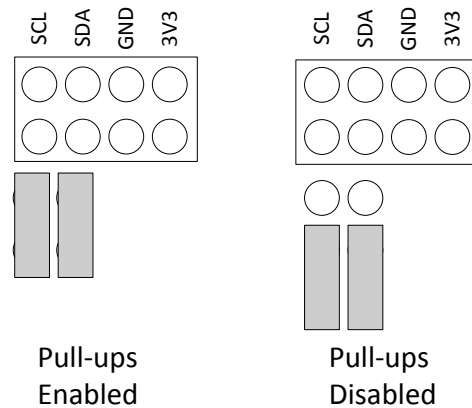 SCL SDA GND 3V3 SCL SDA GND 3V3
Pull-ups Pull-ups
Enabled Disabled